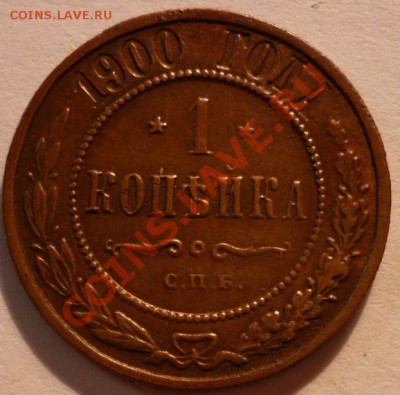 COINS.LAVE.RU
1900 ГОДЪ
1
КОПѢЙКА
С.П.Б.
COINS.LAVE.RU